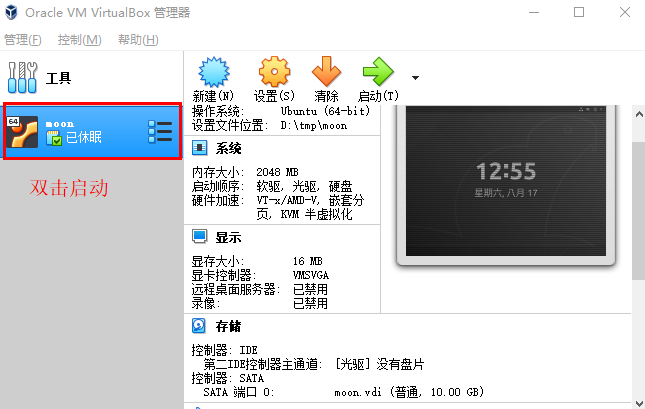 Oracle VM VirtualBox 管理器
管理(F) 控制(M) 帮助(H)
工具
新建(N) 设置(S) 清除 启动(T)
64
moon
已休眠
双击启动
操作系统: Ubuntu (64-bit)
设置文件位置: D:\tmp\moon
系统
内存大小: 2048 MB
启动顺序: 软驱, 光驱, 硬盘
硬件加速: VT-x/AMD-V, 嵌套分
页, KVM 半虚拟化
12:55
星期六, 八月 17
显示
显存大小: 16 MB
显卡控制器: VMSVGA
远程桌面服务器: 已禁用
录像: 已禁用
存储
控制器: IDE
第二IDE控制器主通道: [光驱] 没有盘片
控制器: SATA
SATA 端口 0: moon.vdi (普通, 10.00 GB)